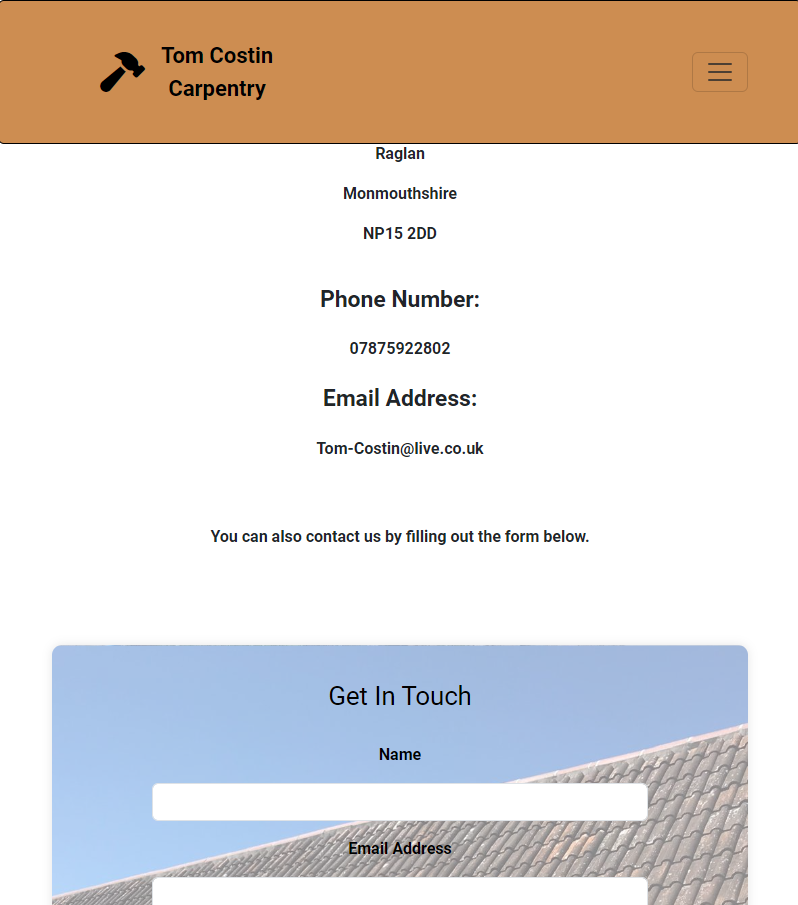 Tom Costin
Carpentry
Raglan
Monmouthshire
NP15 2DD
Phone Number:
07875922802
Email Address:
Tom-Costin@live.co.uk
You can also contact us by filling out the form below.
Get In Touch
Name
Email Address